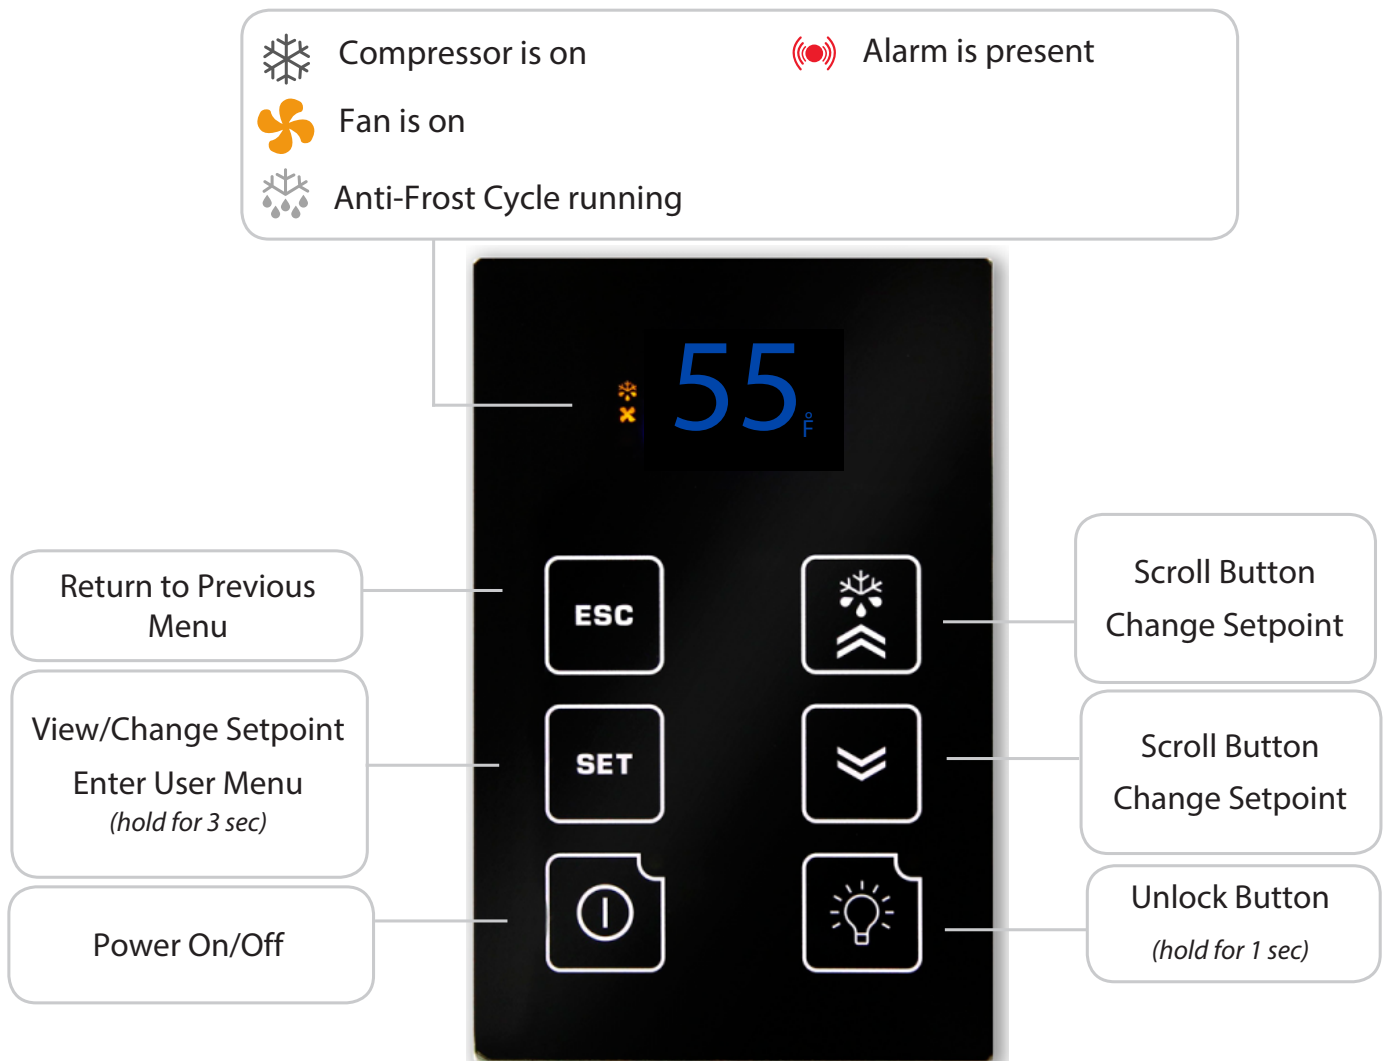 Compressor is on
Alarm is present
Fan is on
Anti-Frost Cycle running
55 °F
Return to Previous
Menu
ESC
Scroll Button
Change Setpoint
View/Change Setpoint
Enter User Menu
(hold for 3 sec)
SET
Scroll Button
Change Setpoint
Power On/Off
Unlock Button
(hold for 1 sec)